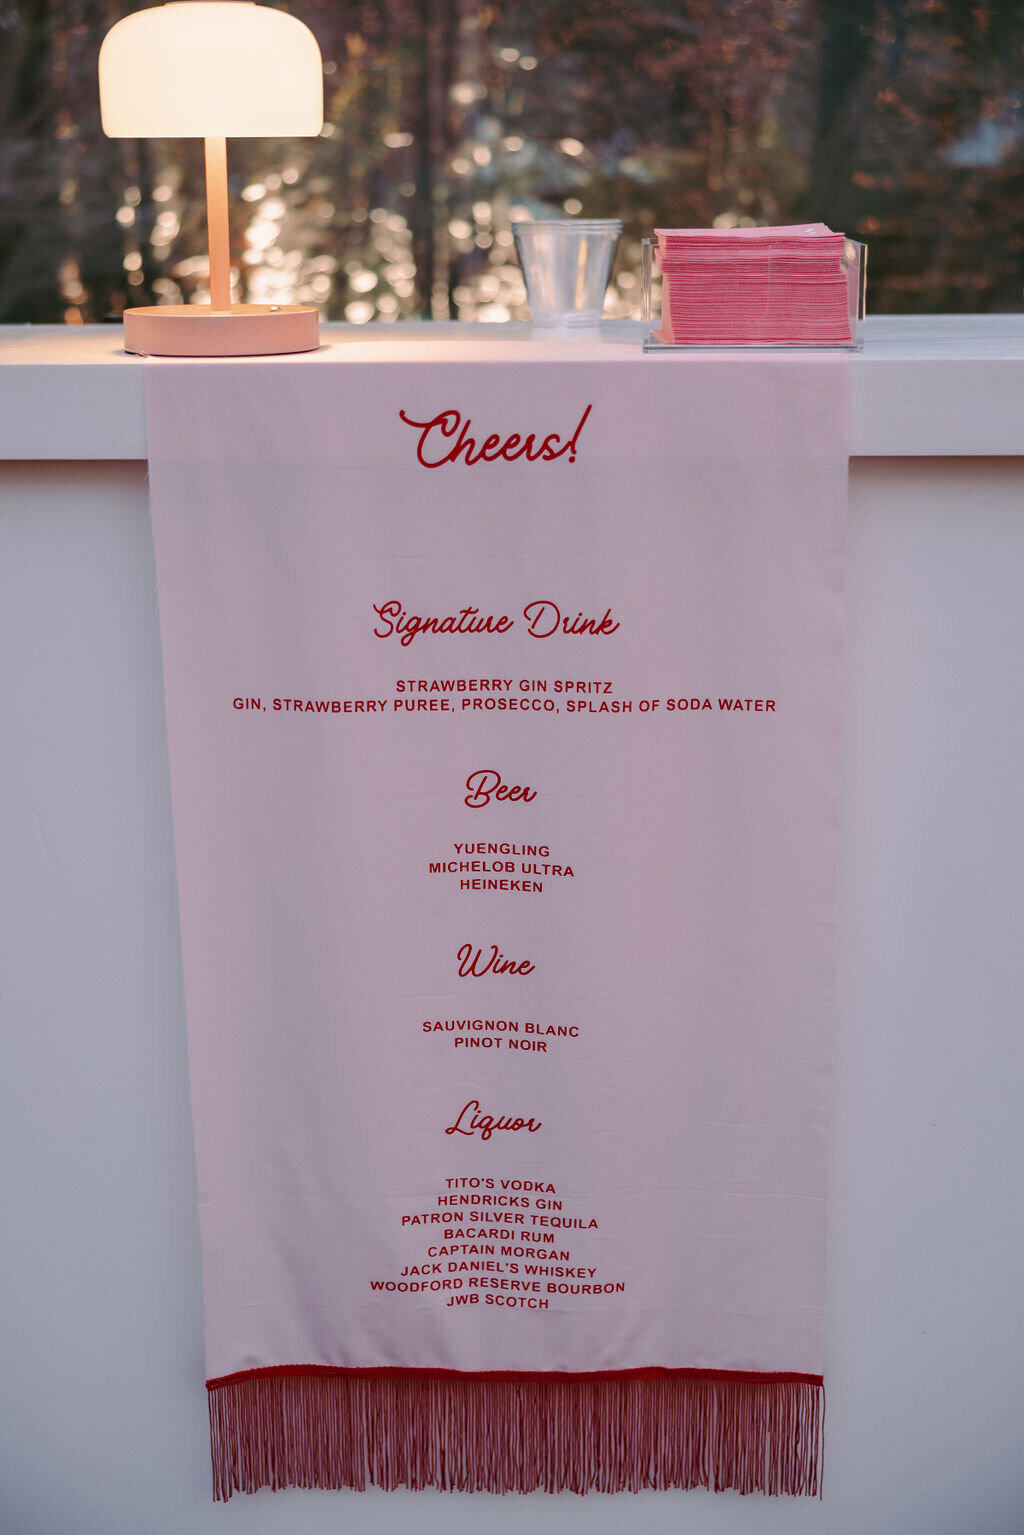 Cheers!
Signature Drink
STRAWBERRY GIN SPRITZ
GIN, STRAWBERRY PUREE, PROSECCO, SPLASH OF SODA WATER
Beer
YUENGLING
MICHELOB ULTRA
HEINEKEN
Wine
SAUVIGNON BLANC
PINOT NOIR
Liquor
TITO'S VODKA
HENDRICKS GIN
PATRON SILVER TEQUILA
BACARDI RUM
CAPTAIN MORGAN
JACK DANIEL'S WHISKEY
WOODFORD RESERVE BOURBON
JWB SCOTCH